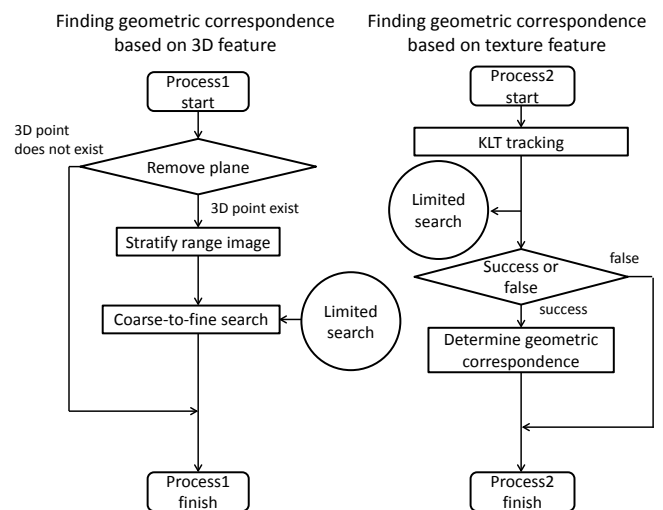 Finding geometric correspondence
based on 3D feature
Process1
start
3D point
does not exist
Remove plane
3D point exist
Stratify range image
Coarse-to-fine search
Limited
search
Process1
finish
Finding geometric correspondence
based on texture feature
Process2
start
KLT tracking
Limited
search
Success or
false
false
success
Determine geometric
correspondence
Process2
finish